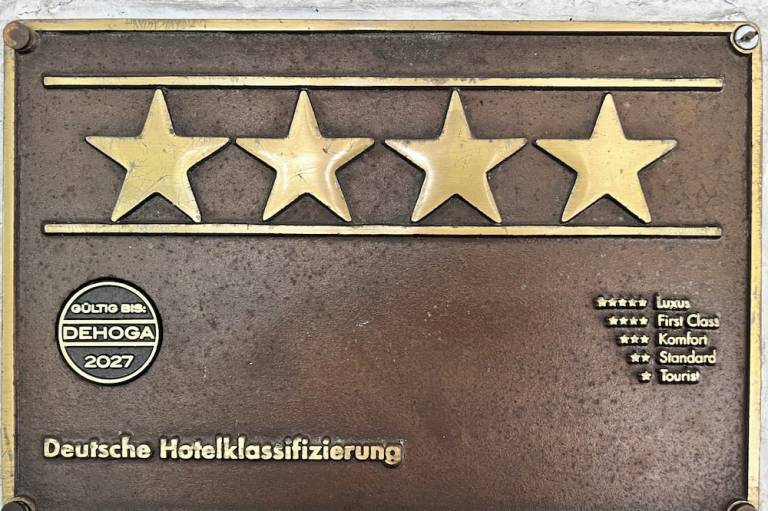 GÜLTIG BIS:
DEHOGA
2027
Luxus
First Class
Komfort
Standard
Tourist
Deutsche Hotelklassifizierung